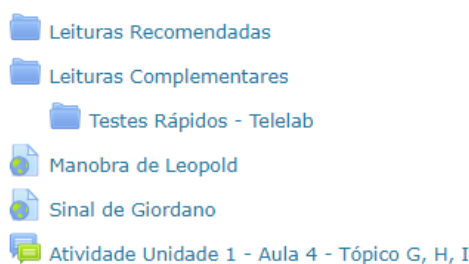 Leituras Recomendadas
Leituras Complementares
Testes Rápidos - Telelab
Manobra de Leopold
Sinal de Giordano
Atividade Unidade 1 - Aula 4 - Tópico G, H, I